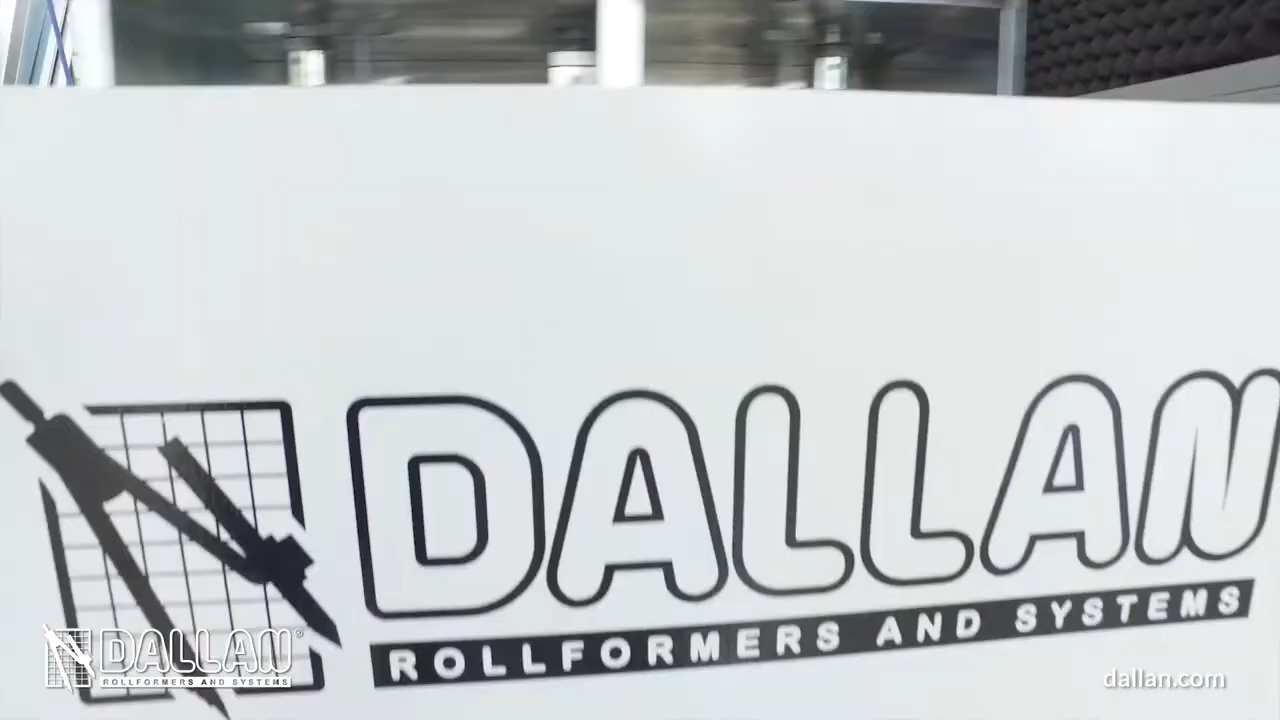 DALLAN
ROLLFORMERS AND SYSTEMS
DALLAN®
ROLLFORMERS AND SYSTEMS
dallan.com